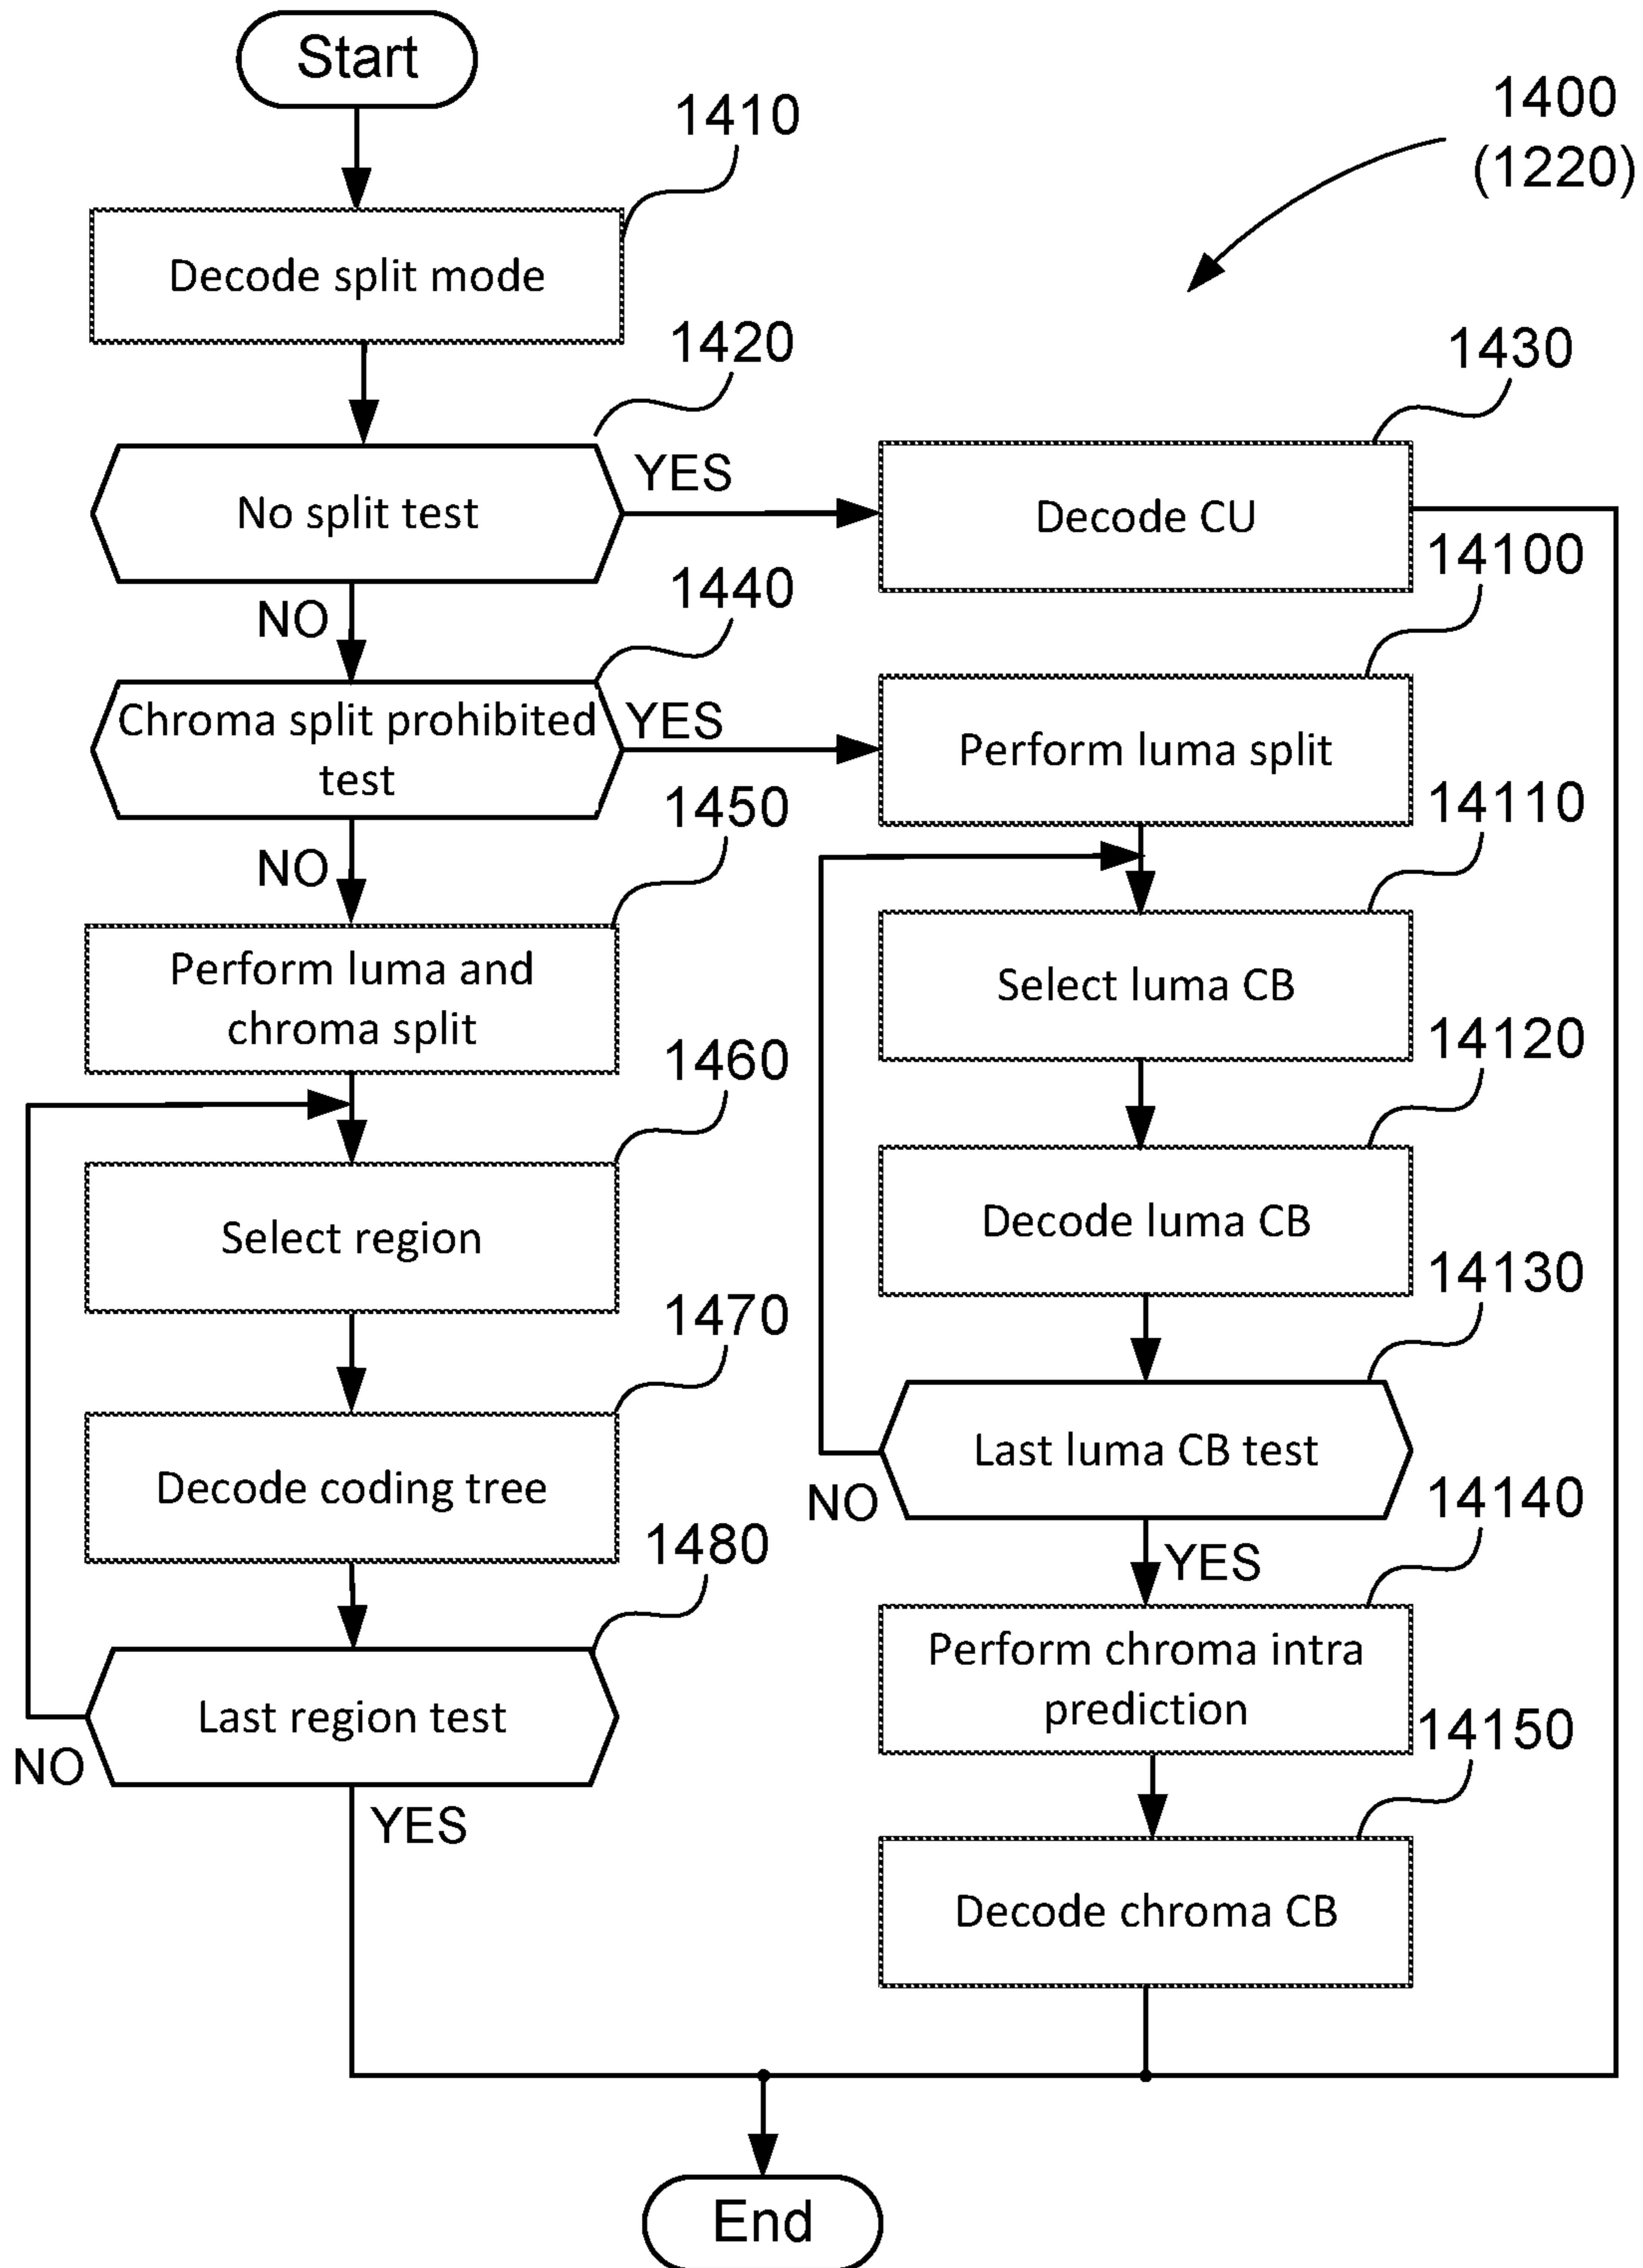 Start
1410
1400
(1220)
Decode split mode
1420
1430
No split test
YES
Decode CU
NO
1440
14100
Chroma split prohibited
test
YES
Perform luma split
NO
1450
14110
Perform luma and
chroma split
Select luma CB
1460
14120
Select region
Decode luma CB
1470
14130
Decode coding tree
Last luma CB test
NO
1480
14140
YES
Last region test
Perform chroma intra
prediction
NO
14150
YES
Decode chroma CB
End